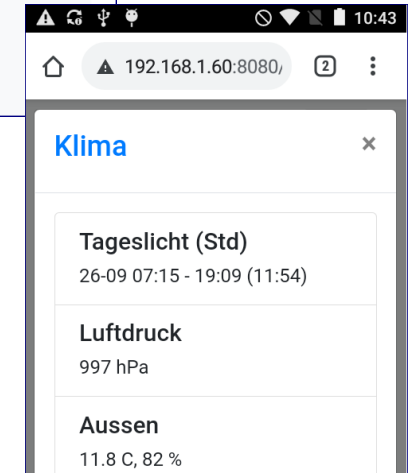 10:43
192.168.1.60:8080/
2
Klima
×
Tageslicht (Std)
26-09 07:15 - 19:09 (11:54)
Luftdruck
997 hPa
Aussen
11.8 C, 82 %